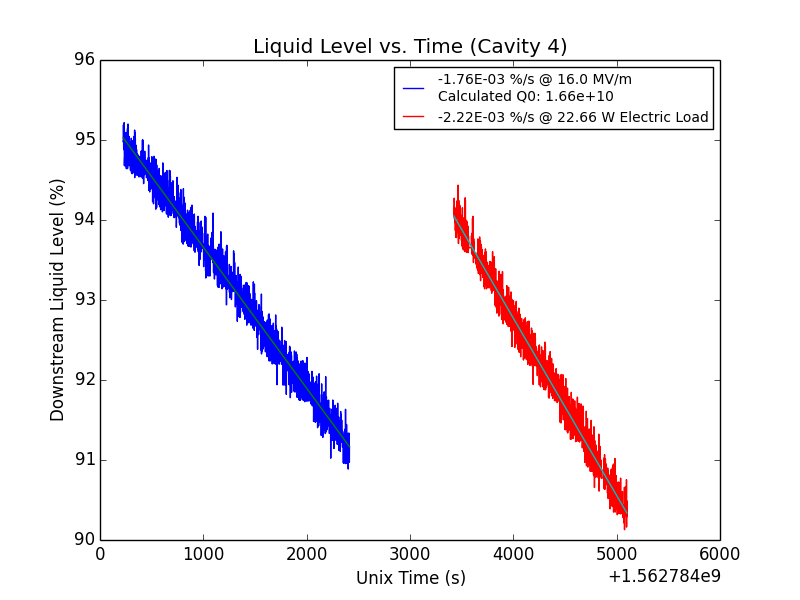 Liquid Level vs. Time (Cavity 4)
-1.76E-03 %/s @ 16.0 MV/m
Calculated Q0: 1.66e+10
-2.22E-03 %/s @ 22.66 W Electric Load
Downstream Liquid Level (%)
96
95
94
93
92
91
90
0 1000 2000 3000 4000 5000 6000
Unix Time (s)
+1.562784e9